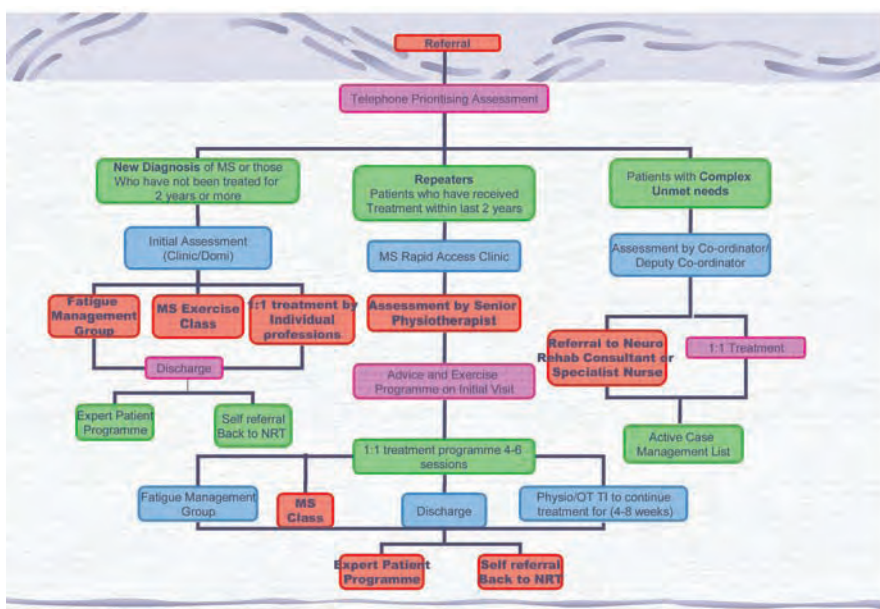 Referral
Telephone Prioritising Assessment
New Diagnosis of MS or those
Who have not been treated for
2 years or more
Repeaters
Patients who have received
Treatment within last 2 years
Patients with Complex
Unmet needs
Initial Assessment
(Clinic/Domi)
MS Rapid Access Clinic
Assessment by Co-ordinator/
Deputy Co-ordinator
Fatigue
Management
Group
MS Exercise
Class
1:1 treatment by
Individual
professions
Assessment by Senior
Physiotherapist
Referral to Neuro
Rehab Consultant or
Specialist Nurse
1:1 Treatment
Discharge
Advice and Exercise
Programme on Initial Visit
Expert Patient
Programme
Self referral
Back to NRT
Active Case
Management List
1:1 treatment programme 4-6
sessions
Fatigue Management
Group
MS
Class
Discharge
Physio/OT TI to continue
treatment for (4-8 weeks)
Expert Patient
Programme
Self referral
Back to NRT